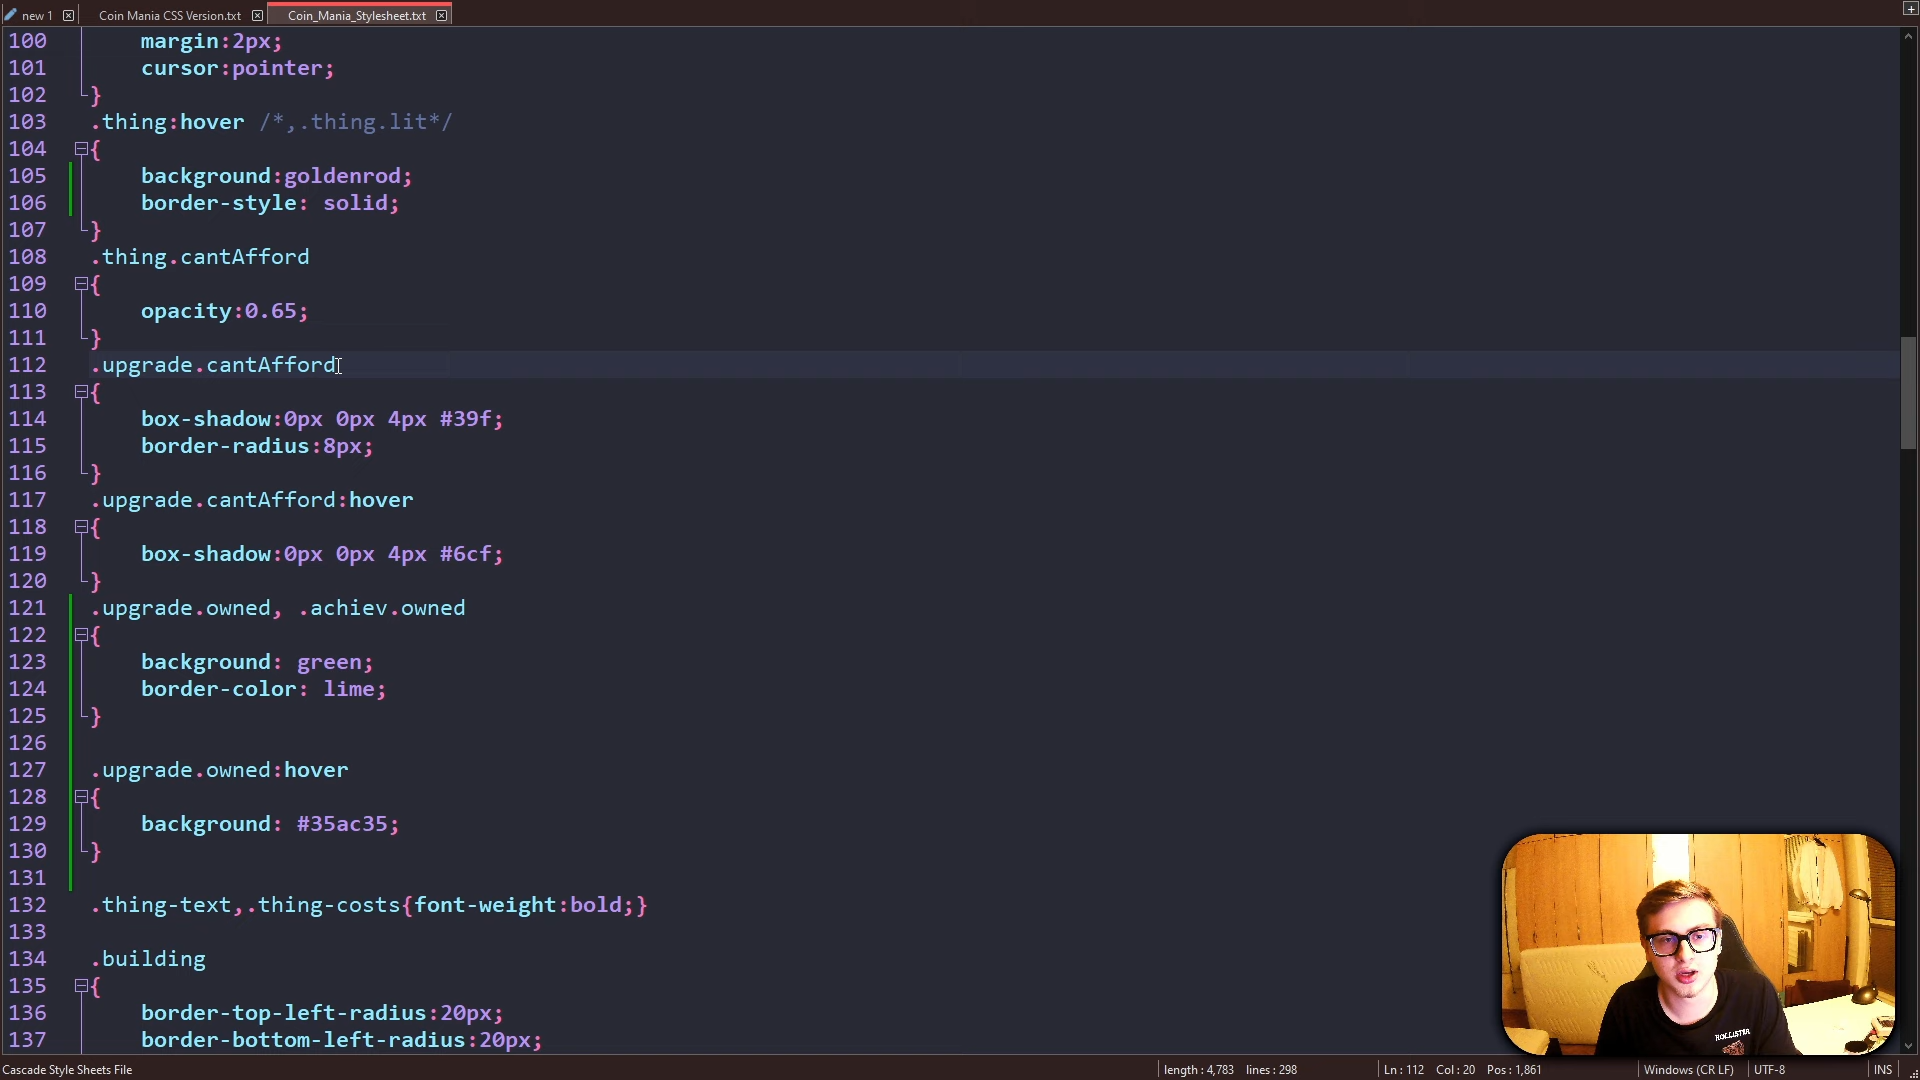 new 1 Coin Mania CSS Version.txt Coin_Mania_Stylesheet.txt
100 margin:2px;
101 cursor:pointer;
102 }
103 .thing:hover /*,.thing.lit*/
104 {
105 background:goldenrod;
106 border-style: solid;
107 }
108 .thing.cantAfford
109 {
110 opacity:0.65;
111 }
112 .upgrade.cantAfford
113 {
114 box-shadow:0px 0px 4px #39f;
115 border-radius:8px;
116 }
117 .upgrade.cantAfford:hover
118 {
119 box-shadow:0px 0px 4px #6cf;
120 }
121 .upgrade.owned, .achiev.owned
122 {
123 background: green;
124 border-color: lime;
125 }
126
127 .upgrade.owned:hover
128 {
129 background: #35ac35;
130 }
131
132 .thing-text,.thing-costs{font-weight:bold;}
133
134 .building
135 {
136 border-top-left-radius:20px;
137 border-bottom-left-radius:20px;
HOLLISTER
Cascade Style Sheets File length : 4,783 lines : 298 Ln : 112 Col : 20 Pos : 1,861 Windows (CR LF) UTF-8 INS